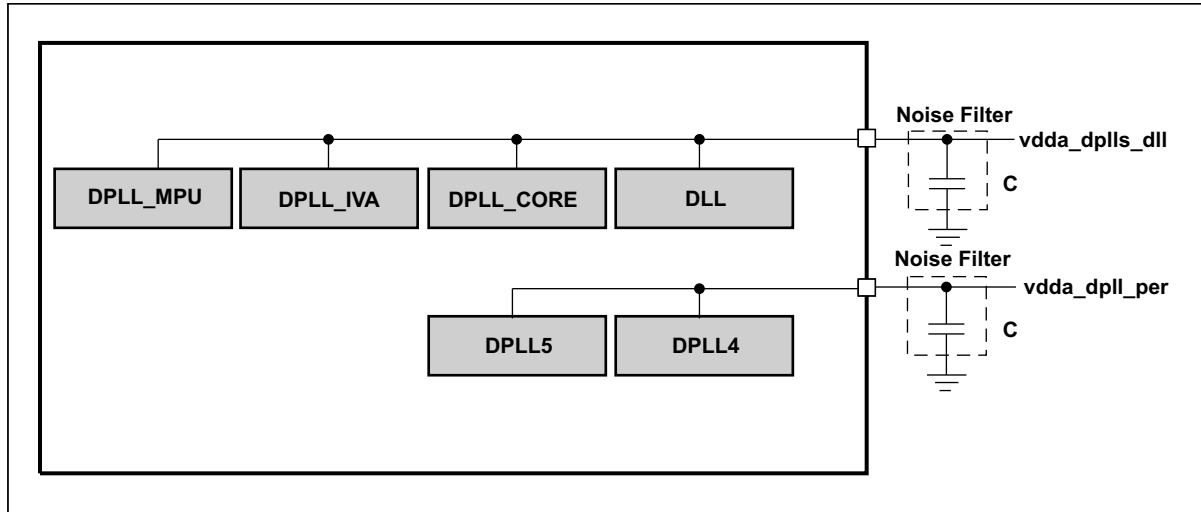 Noise Filter
vdda_dplls_dll
DPLL_MPU DPLL_IVA DPLL_CORE DLL
C
Noise Filter
vdda_dpll_per
DPLL5 DPLL4
C